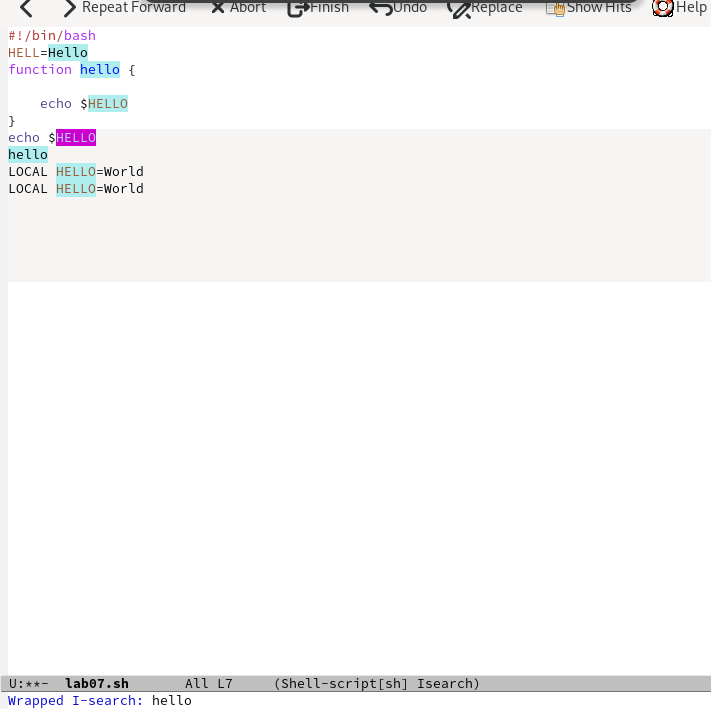 Repeat Forward Abort Finish Undo Replace Show Hits Help
#!/bin/bash
HELL=Hello
function hello {
echo $HELLO
}
echo $HELLO
hello
LOCAL HELLO=World
LOCAL HELLO=World
U:**- lab07.sh All L7 (Shell-script[sh] Isearch)
Wrapped I-search: hello